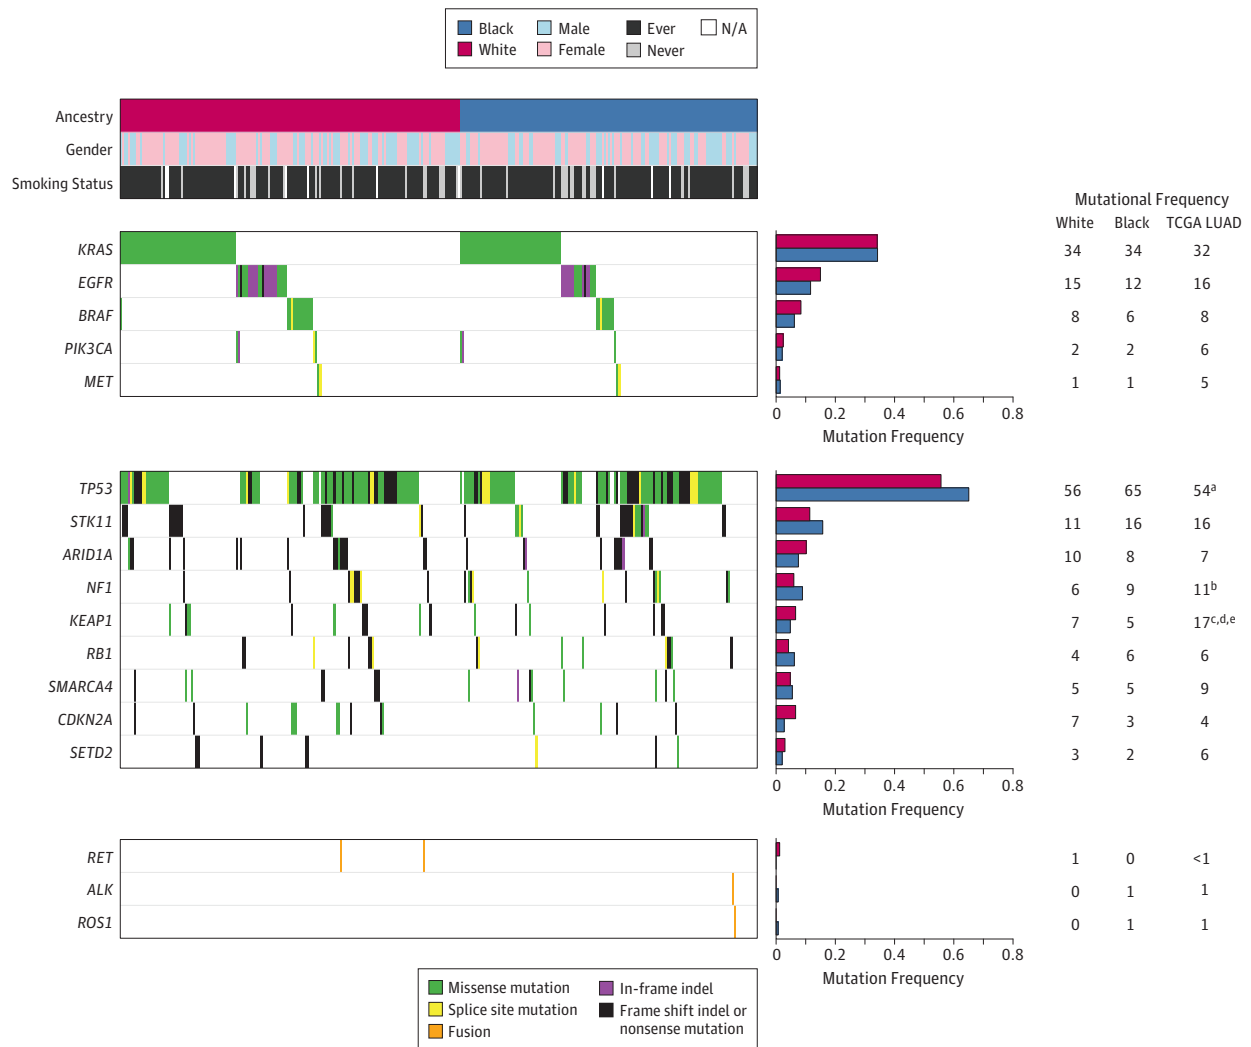 Black Male Ever N/A
White Female Never
Ancestry
Gender
Smoking Status
Mutational Frequency
White Black TCGA LUAD
KRAS 34 34 32
EGFR 15 12 16
BRAF 8 6 8
PIK3CA 2 2 6
MET 1 1 5
0 0.2 0.4 0.6 0.8
Mutation Frequency
TP53 56 65 54a
STK11 11 16 16
ARID1A 10 8 7
NF1 6 9 11b
KEAP1 7 5 17c,d,e
RB1 4 6 6
SMARCA4 5 5 9
CDKN2A 7 3 4
SETD2 3 2 6
0 0.2 0.4 0.6 0.8
Mutation Frequency
RET 1 0 <1
ALK 0 1 1
ROS1 0 1 1
0 0.2 0.4 0.6 0.8
Mutation Frequency
Missense mutation In-frame indel
Splice site mutation Frame shift indel or
nonsense mutation
Fusion